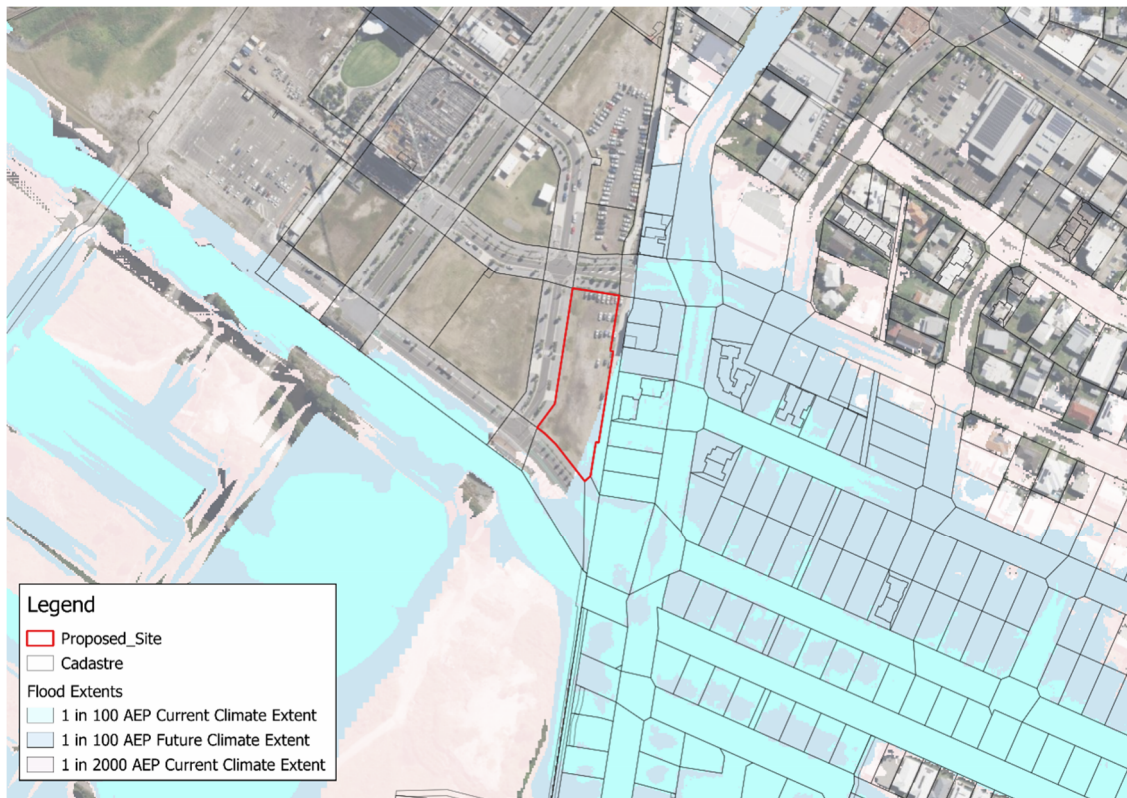 Legend
Proposed_Site
Cadastre
Flood Extents
1 in 100 AEP Current Climate Extent
1 in 100 AEP Future Climate Extent
1 in 2000 AEP Current Climate Extent